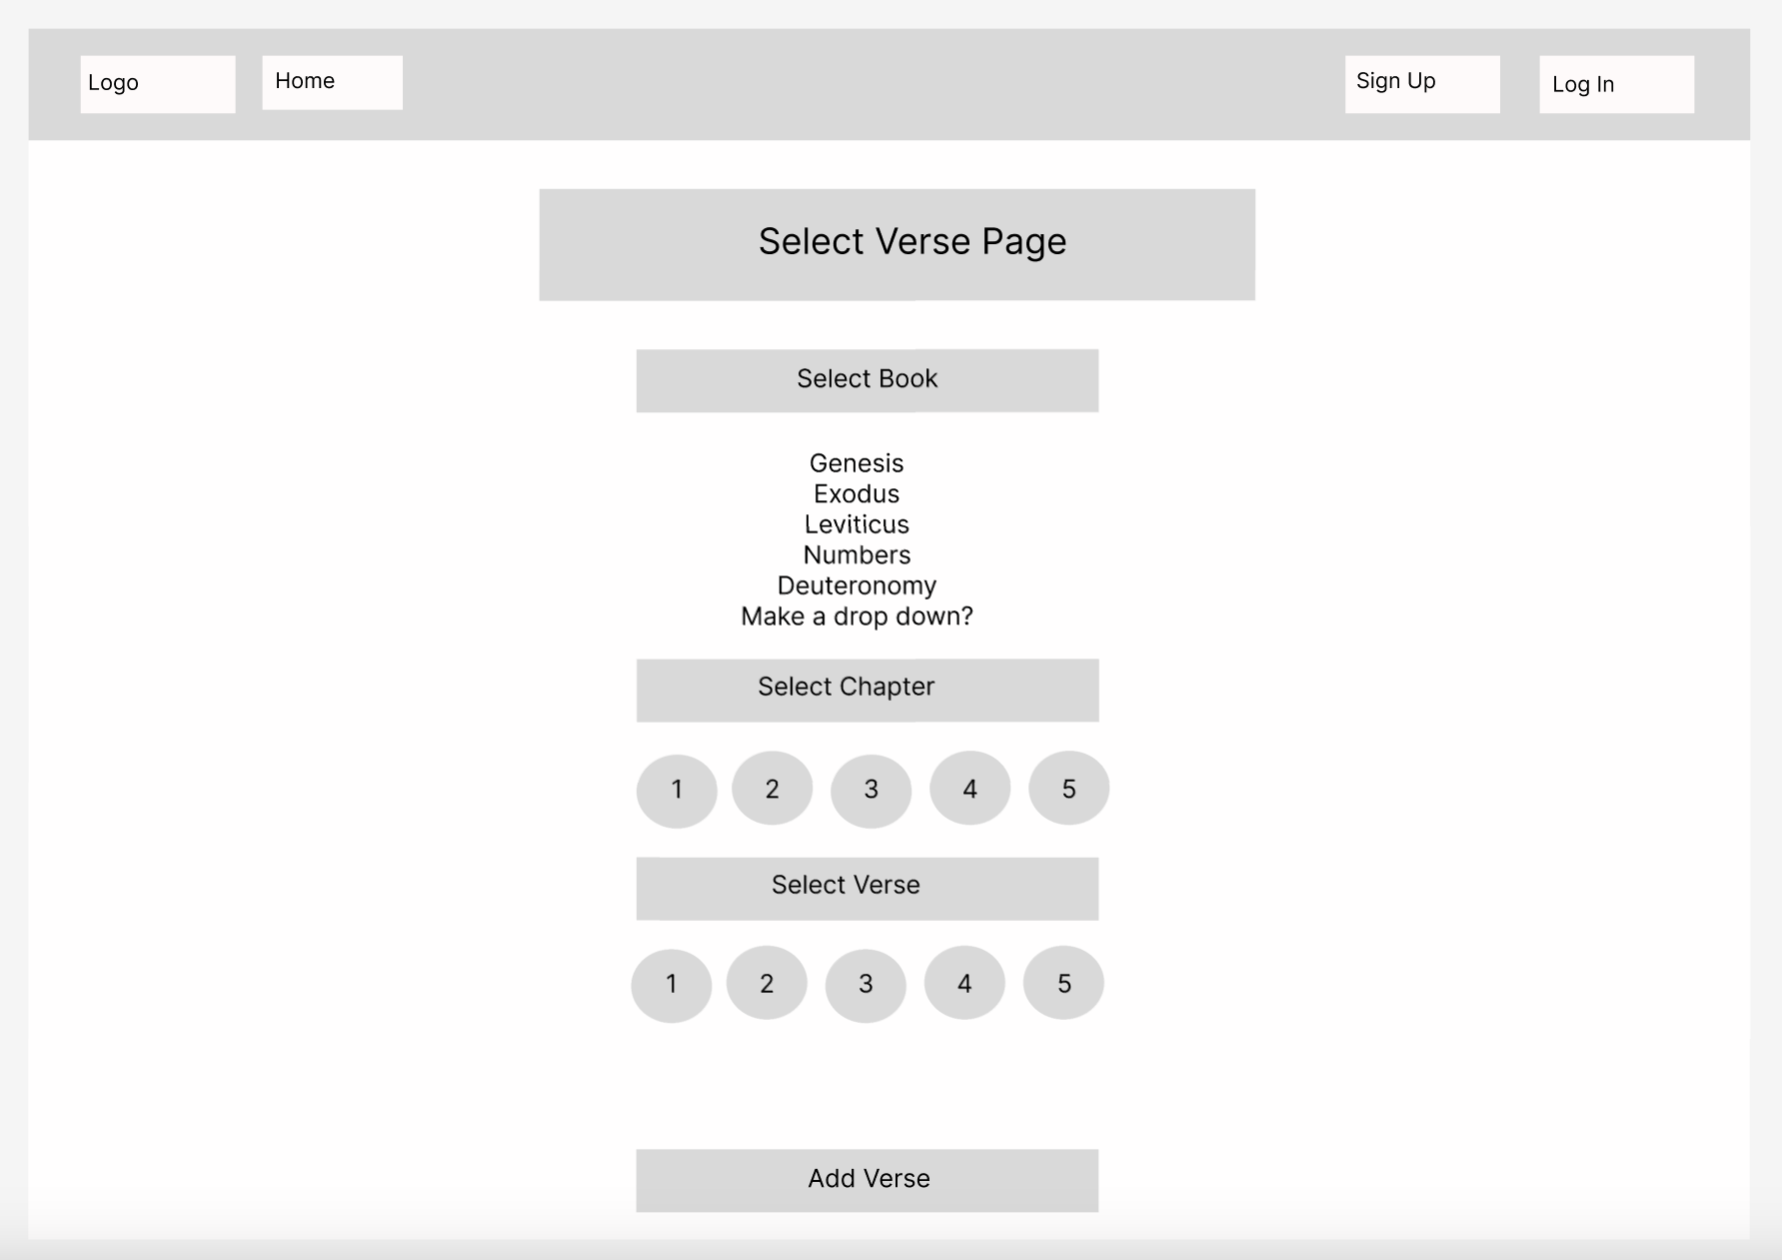 Logo
Home
Sign Up
Log In
Select Verse Page
Select Book
Genesis
Exodus
Leviticus
Numbers
Deuteronomy
Make a drop down?
Select Chapter
1 2 3 4 5
Select Verse
1 2 3 4 5
Add Verse